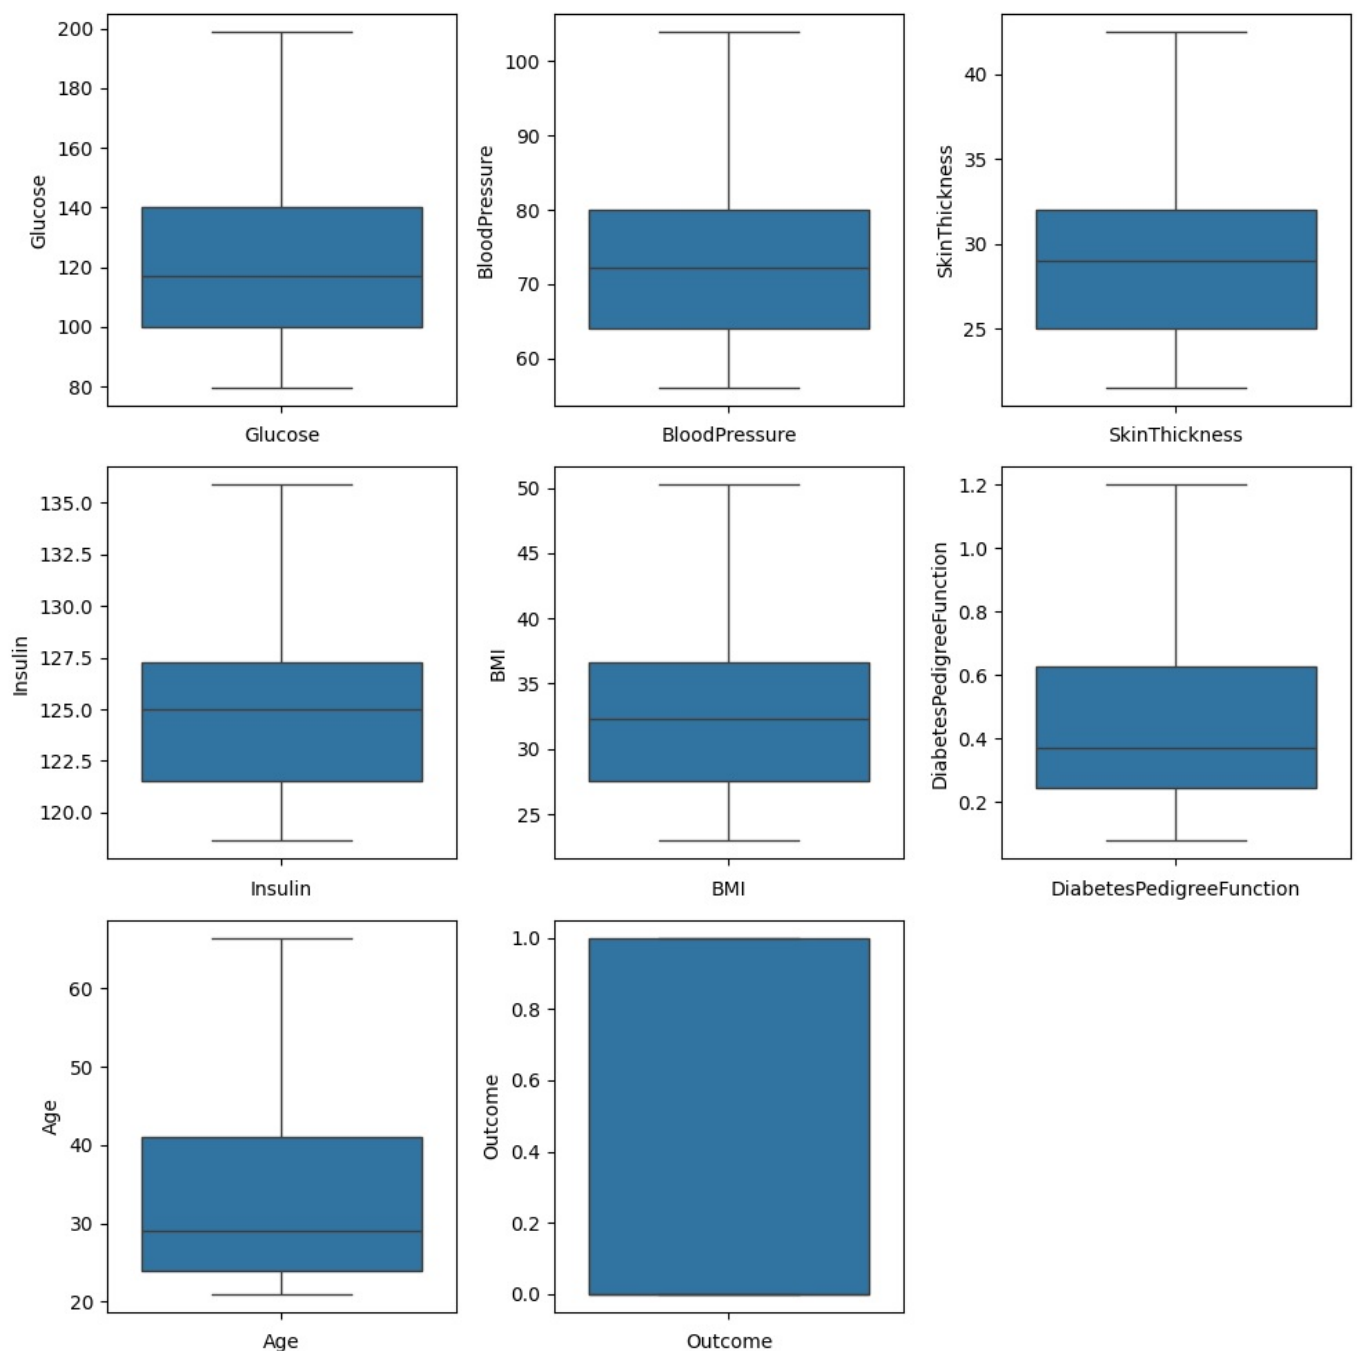 Glucose
200
180
160
140
120
100
80
Glucose
BloodPressure
100
90
80
70
60
BloodPressure
SkinThickness
40
35
30
25
SkinThickness
Insulin
135.0
132.5
130.0
127.5
125.0
122.5
120.0
Insulin
BMI
50
45
40
35
30
25
BMI
DiabetesPedigreeFunction
1.2
1.0
0.8
0.6
0.4
0.2
DiabetesPedigreeFunction
Age
60
50
40
30
20
Age
Outcome
1.0
0.8
0.6
0.4
0.2
0.0
Outcome